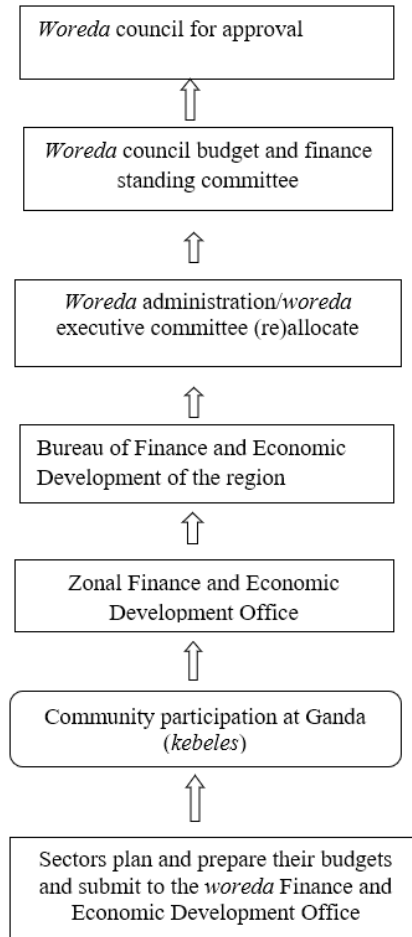 Woreda council for approval
Woreda council budget and finance
standing committee
Woreda administration/woreda
executive committee (re)allocate
Bureau of Finance and Economic
Development of the region
Zonal Finance and Economic
Development Office
Community participation at Ganda
(kebeles)
Sectors plan and prepare their budgets
and submit to the woreda Finance and
Economic Development Office